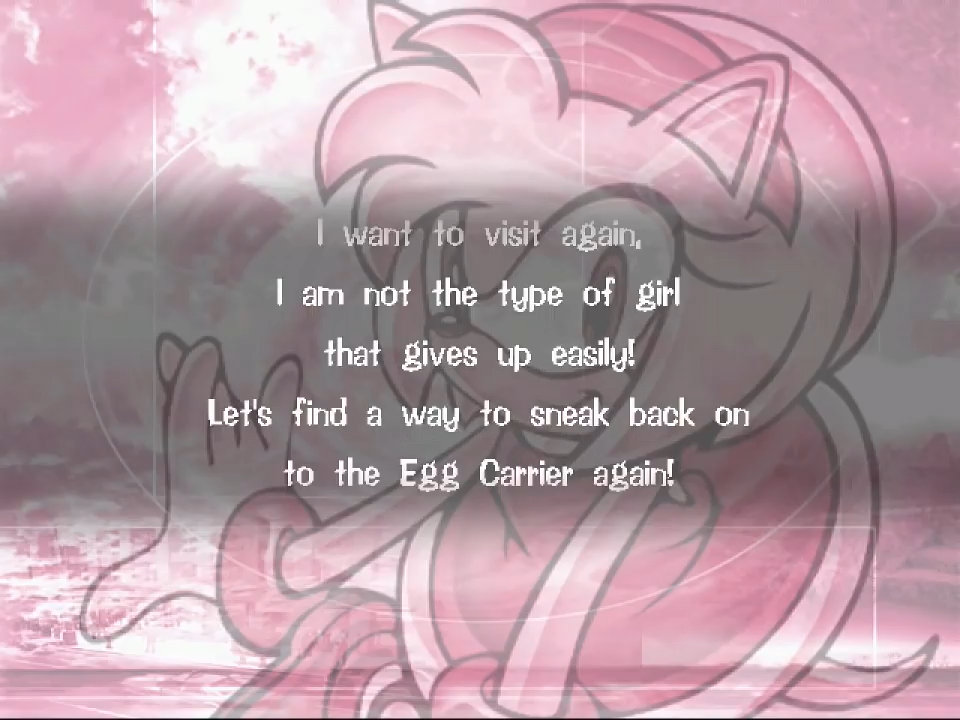 I want to visit again,
I am not the type of girl
that gives up easily!
Let's find a way to sneak back on
to the Egg Carrier again!